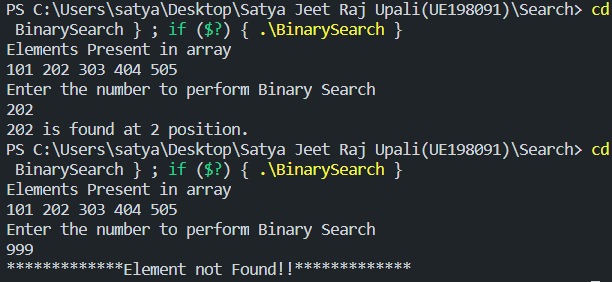 PS C:\Users\satya\Desktop\Satya Jeet Raj Upali(UE198091)\Search> cd
BinarySearch } ; if ($?) { .\BinarySearch }
Elements Present in array
101 202 303 404 505
Enter the number to perform Binary Search
202
202 is found at 2 position.
PS C:\Users\satya\Desktop\Satya Jeet Raj Upali(UE198091)\Search> cd
BinarySearch } ; if ($?) { .\BinarySearch }
Elements Present in array
101 202 303 404 505
Enter the number to perform Binary Search
999
*************Element not Found!!*************